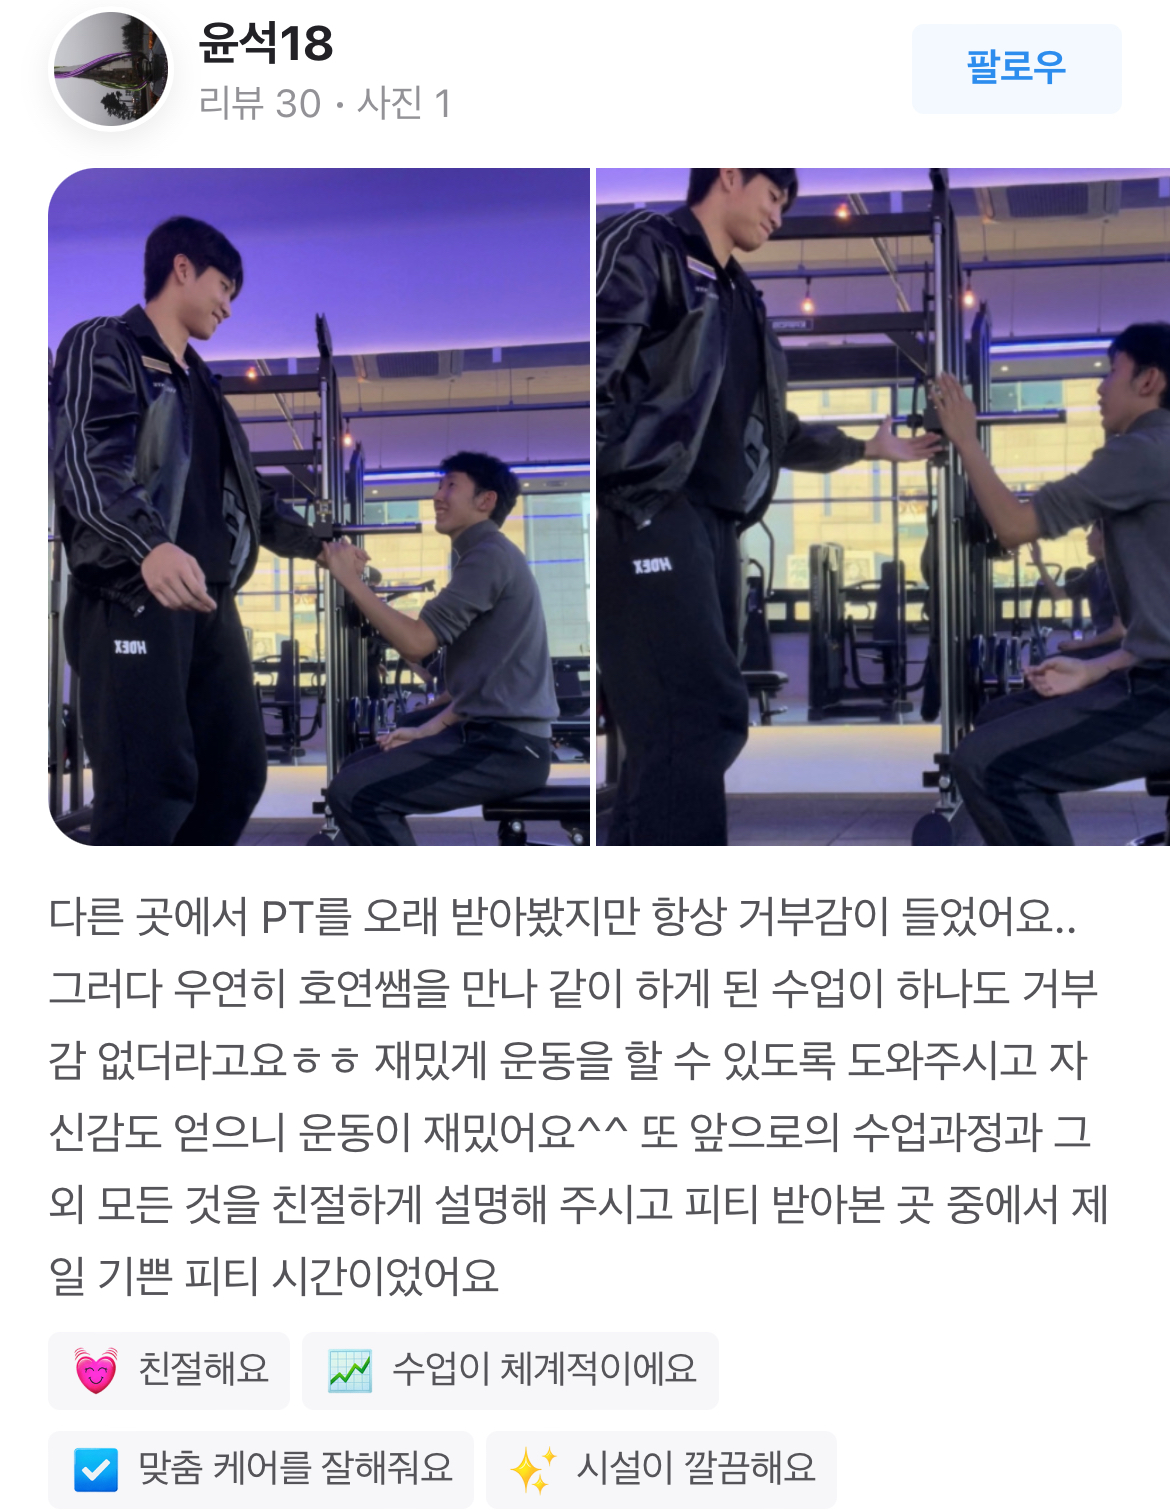 윤석18
리뷰 30 · 사진 1
팔로우
HDEX
HDEX
다른 곳에서 PT를 오래 받아봤지만 항상 거부감이 들었어요..
그러다 우연히 호연쌤을 만나 같이 하게 된 수업이 하나도 거부
감 없더라고요ㅎㅎ 재밌게 운동을 할 수 있도록 도와주시고 자
신감도 얻으니 운동이 재밌어요^^ 또 앞으로의 수업과정과 그
외 모든 것을 친절하게 설명해 주시고 피티 받아본 곳 중에서 제
일 기쁜 피티 시간이었어요
친절해요
수업이 체계적이에요
맞춤 케어를 잘해줘요
시설이 깔끔해요